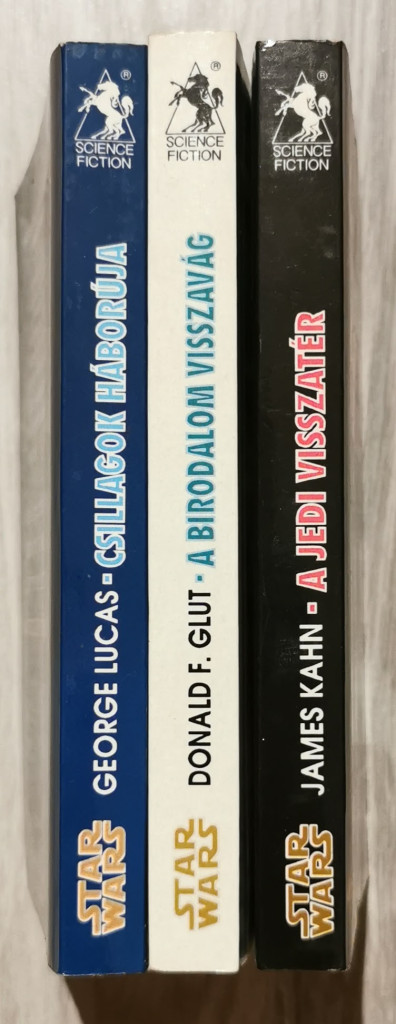 ®
SCIENCE
FICTION
GEORGE LUCAS • CSILLAGOK HÁBORÚJA
STAR
WARS
®
SCIENCE
FICTION
DONALD F. GLUT • A BIRODALOM VISSZAVÁG
STAR
WARS
®
SCIENCE
FICTION
JAMES KAHN • A JEDI VISSZATÉR
STAR
WARS